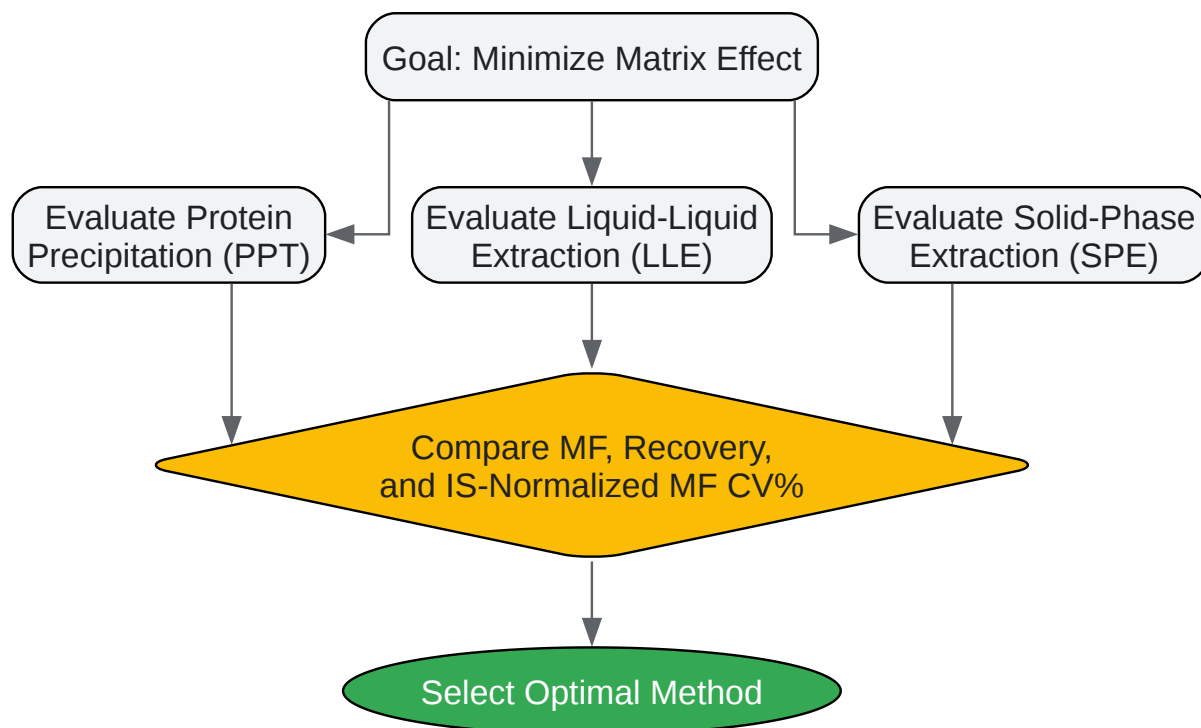 Goal: Minimize Matrix Effect
Evaluate Protein
Precipitation (PPT)
Evaluate Liquid-Liquid
Extraction (LLE)
Evaluate Solid-Phase
Extraction (SPE)
Compare MF, Recovery,
and IS-Normalized MF CV%
Select Optimal Method